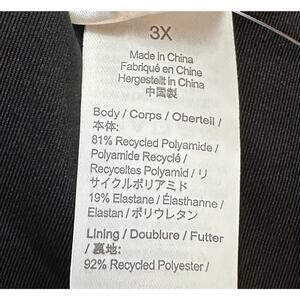 3X
Made in China
Fabriqué en Chine
Hergestellt in China
中国製
Body / Corps / Oberteil /
本体:
81% Recycled Polyamide /
Polyamide Recyclé /
Recyceltes Polyamid / リ
サイクルポリアミド
19% Elastane / Élasthanne /
Elastan / ポリウレタン
Lining / Doublure / Futter
/ 裏地:
92% Recycled Polyester /